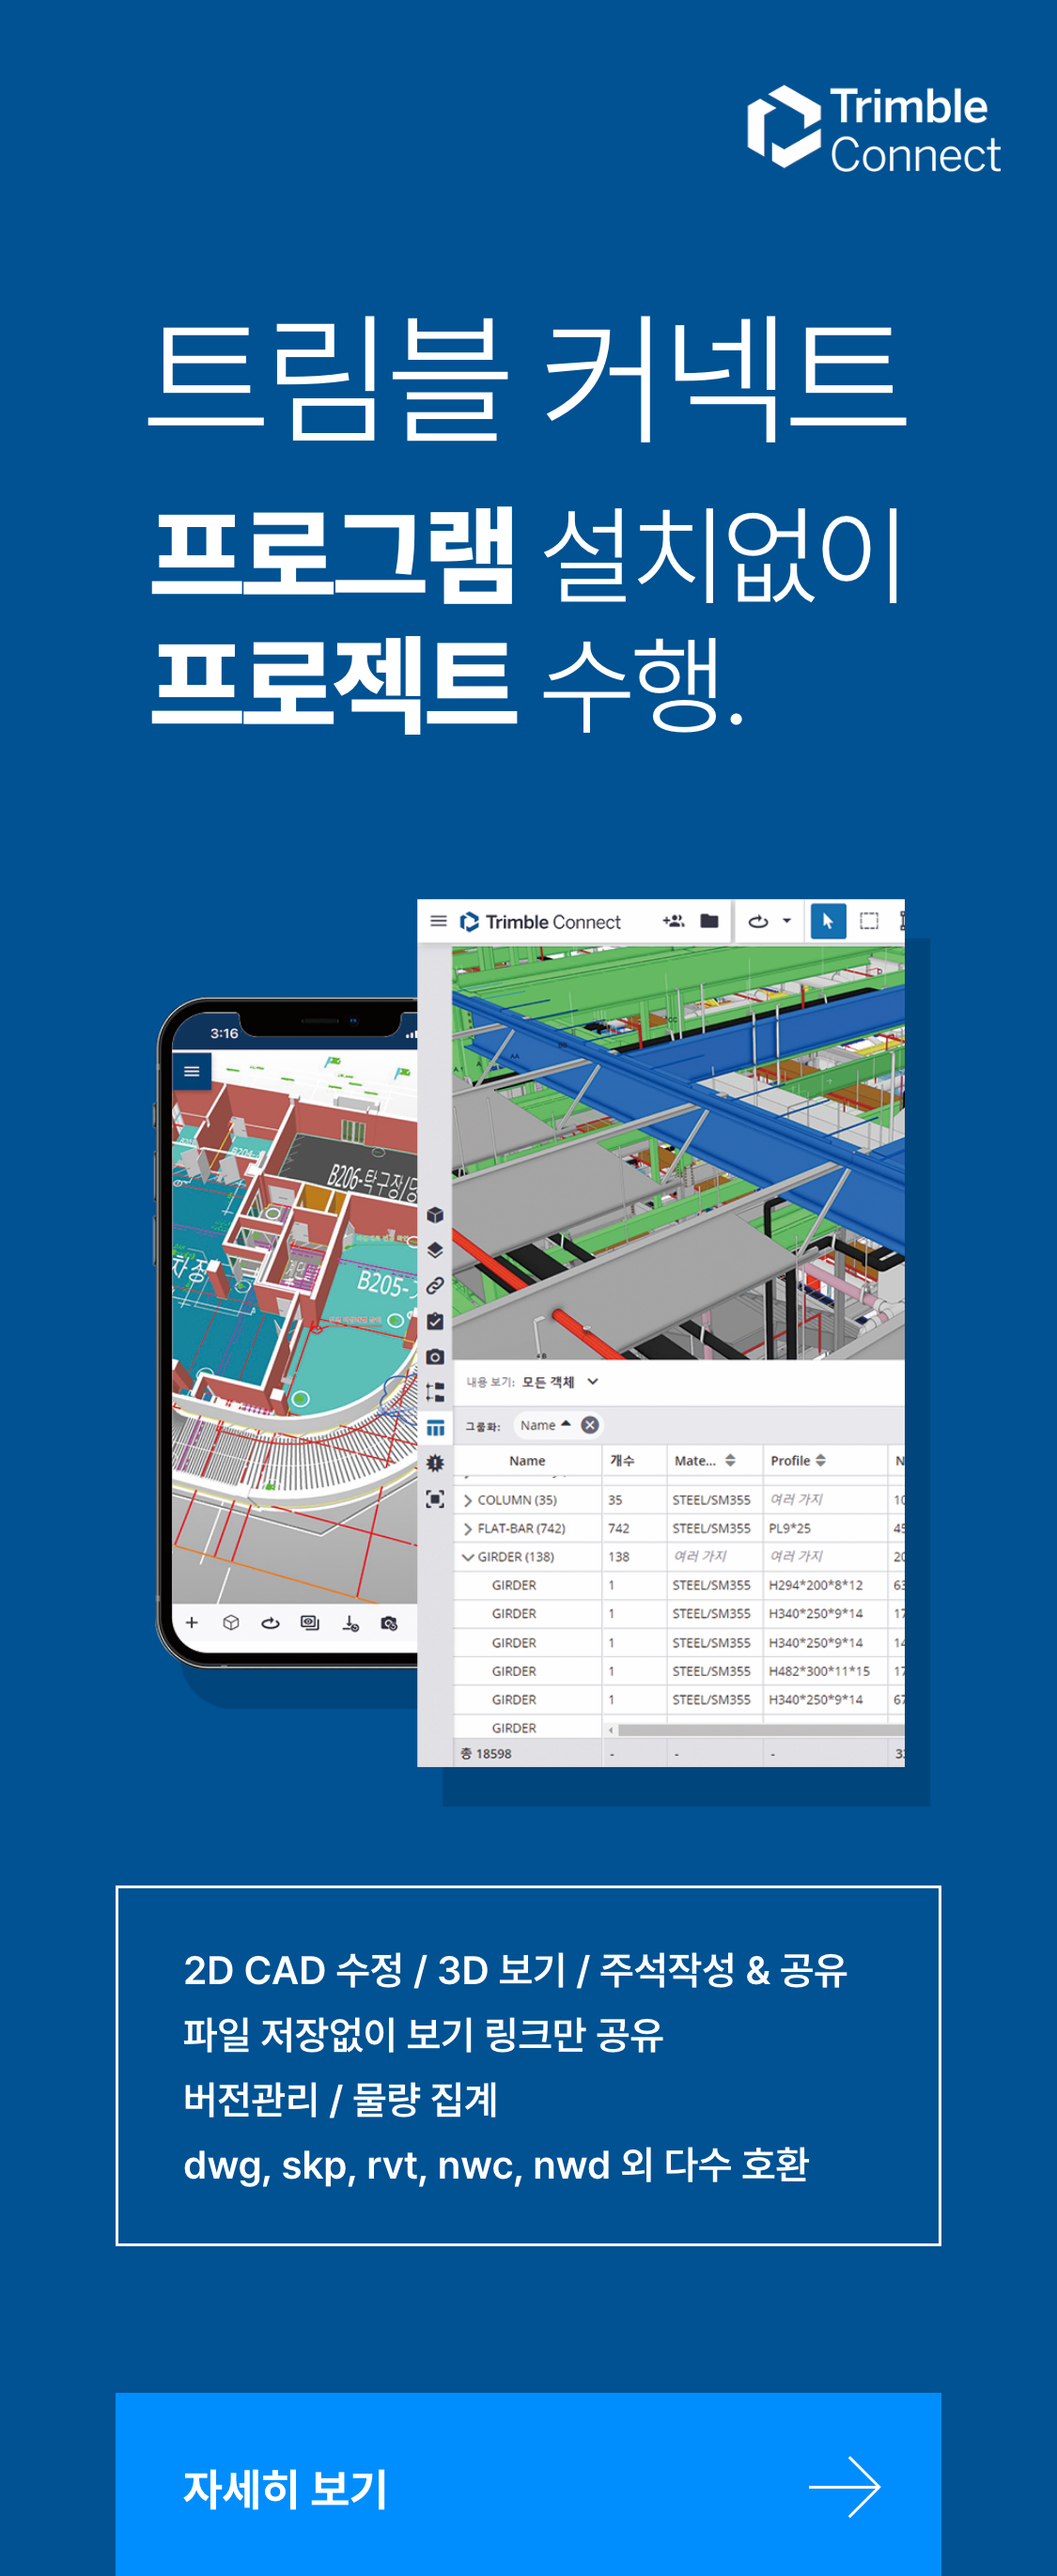 Trimble
Connect
트림블 커넥트
프로그램 설치없이
프로젝트 수행.
Trimble Connect
3:16
B206-탁구장/
B204-
차장
B205-
내용 보기: 모든 객체
그룹화: Name
Name 개수 Mate... Profile N
COLUMN (35) 35 STEEL/SM355 여러 가지 10
FLAT-BAR (742) 742 STEEL/SM355 PL9*25 45
GIRDER (138) 138 여러 가지 여러 가지 20
GIRDER 1 STEEL/SM355 H294*200*8*12 63
GIRDER 1 STEEL/SM355 H340*250*9*14 17
GIRDER 1 STEEL/SM355 H340*250*9*14 14
GIRDER 1 STEEL/SM355 H482*300*11*15 17
GIRDER 1 STEEL/SM355 H340*250*9*14 67
GIRDER
총 18598 - - - 3
2D CAD 수정 / 3D 보기 / 주석작성 & 공유
파일 저장없이 보기 링크만 공유
버전관리 / 물량 집계
dwg, skp, rvt, nwc, nwd 외 다수 호환
자세히 보기